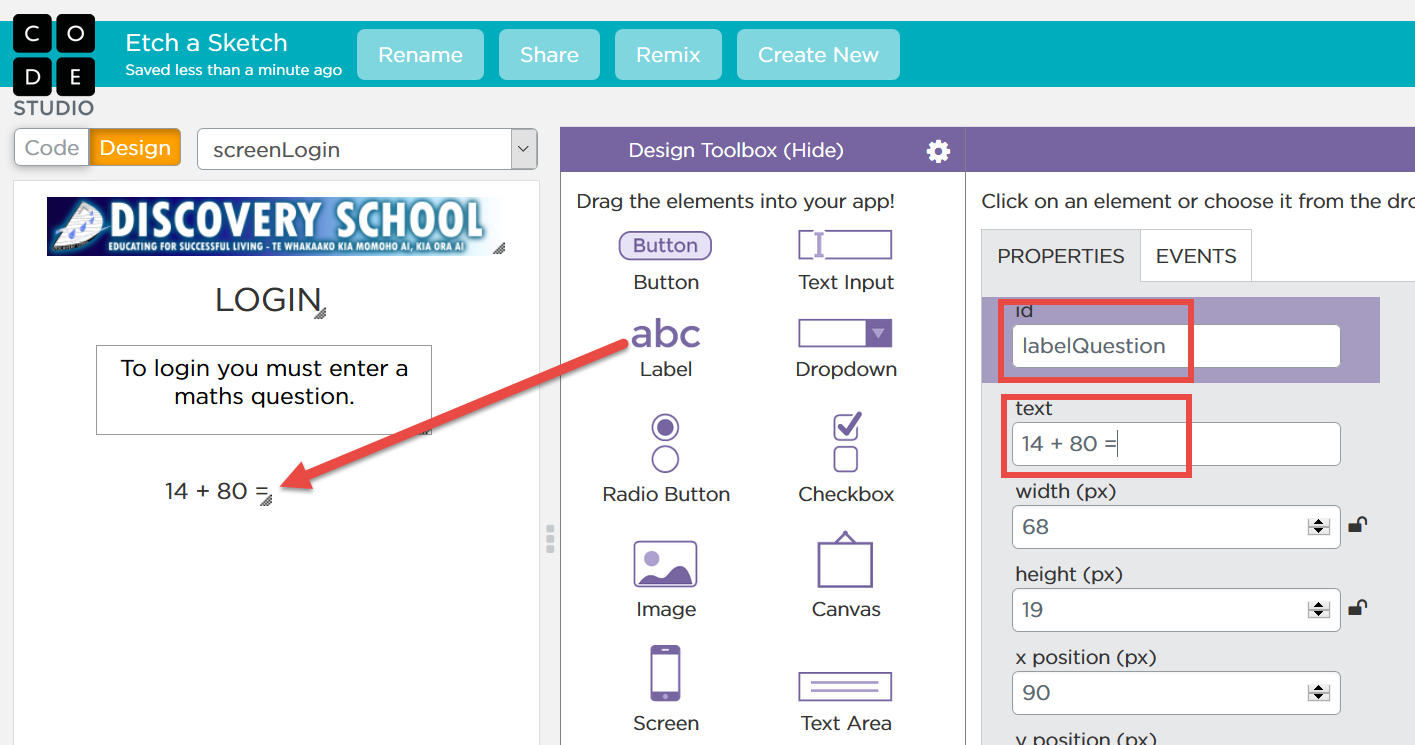 C O
D E
STUDIO
Etch a Sketch
Saved less than a minute ago
Rename
Share
Remix
Create New
Code
Design
screenLogin
DISCOVERY SCHOOL
EDUCATING FOR SUCCESSFUL LIVING - TE WHAKAAKO KIA MOMOHO AI, KIA ORA AI
LOGIN
To login you must enter a
maths question.
14 + 80 =
Design Toolbox (Hide)
Drag the elements into your app!
Button
Button
Text Input
abc
Label
Dropdown
Radio Button
Checkbox
Image
Canvas
Screen
Text Area
Click on an element or choose it from the dro
PROPERTIES
EVENTS
id
labelQuestion
text
14 + 80 =
width (px)
68
height (px)
19
x position (px)
90
y position (px)